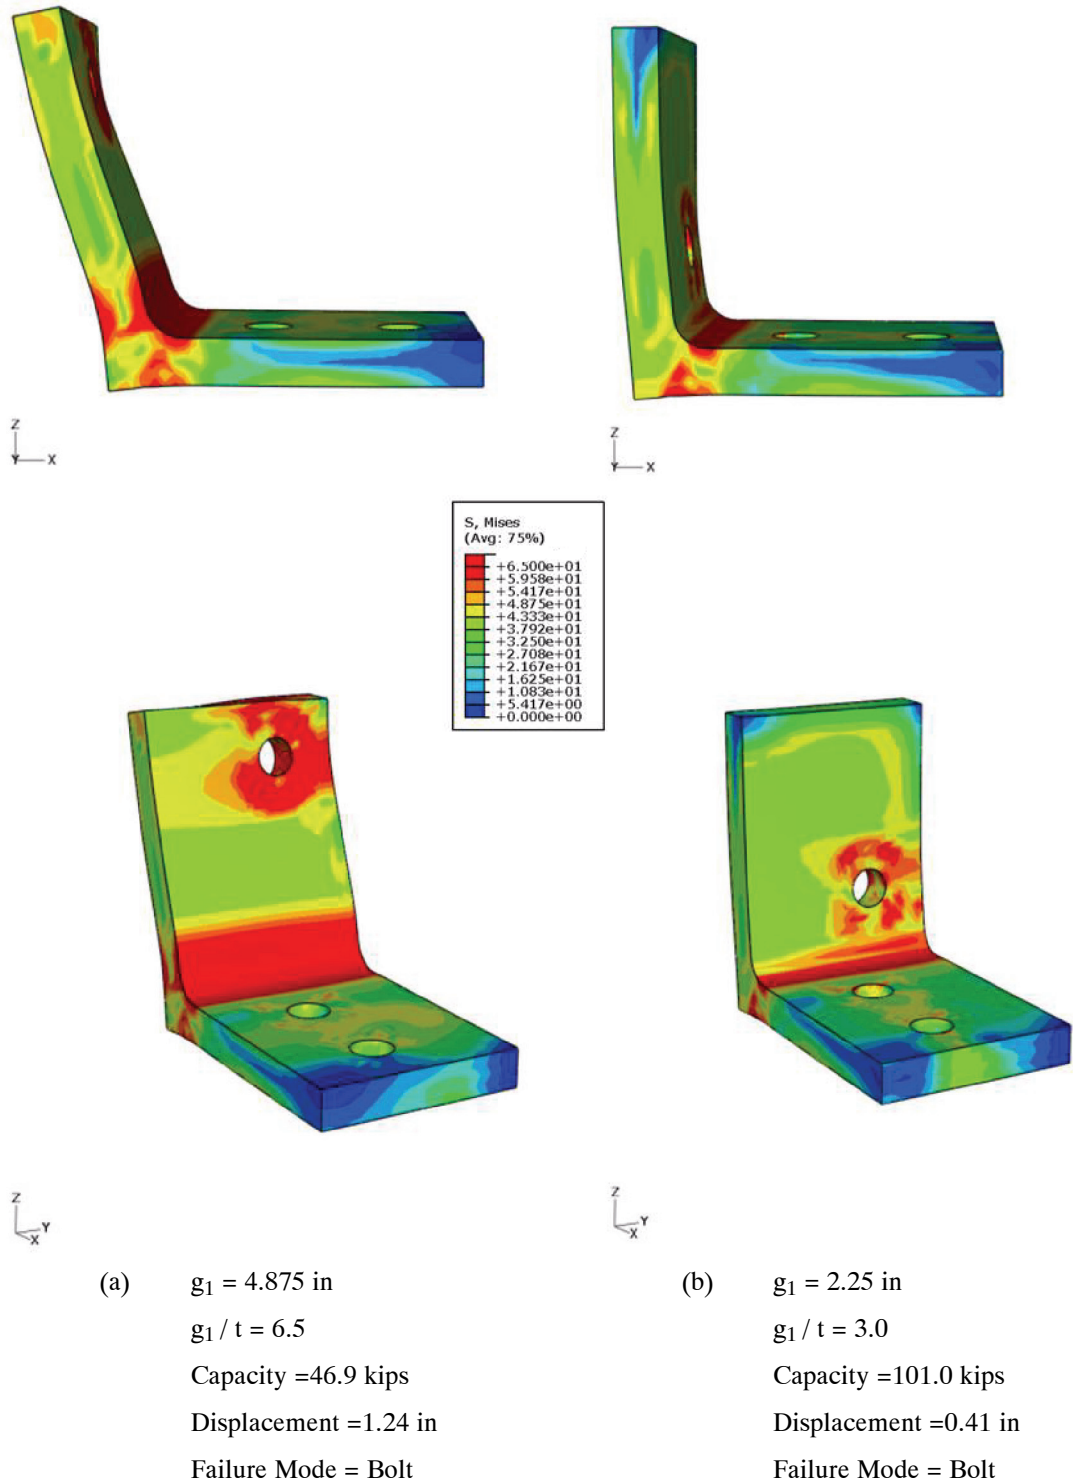 Z
Y X
Z
Y X
S, Mises
(Avg: 75%)
+6.500e+01
+5.958e+01
+5.417e+01
+4.875e+01
+4.333e+01
+3.792e+01
+3.250e+01
+2.708e+01
+2.167e+01
+1.625e+01
+1.083e+01
+5.417e+00
+0.000e+00
Z
Y
X
Z
Y
X
(a) g1 = 4.875 in
g1 / t = 6.5
Capacity =46.9 kips
Displacement =1.24 in
Failure Mode = Bolt
(b) g1 = 2.25 in
g1 / t = 3.0
Capacity =101.0 kips
Displacement =0.41 in
Failure Mode = Bolt